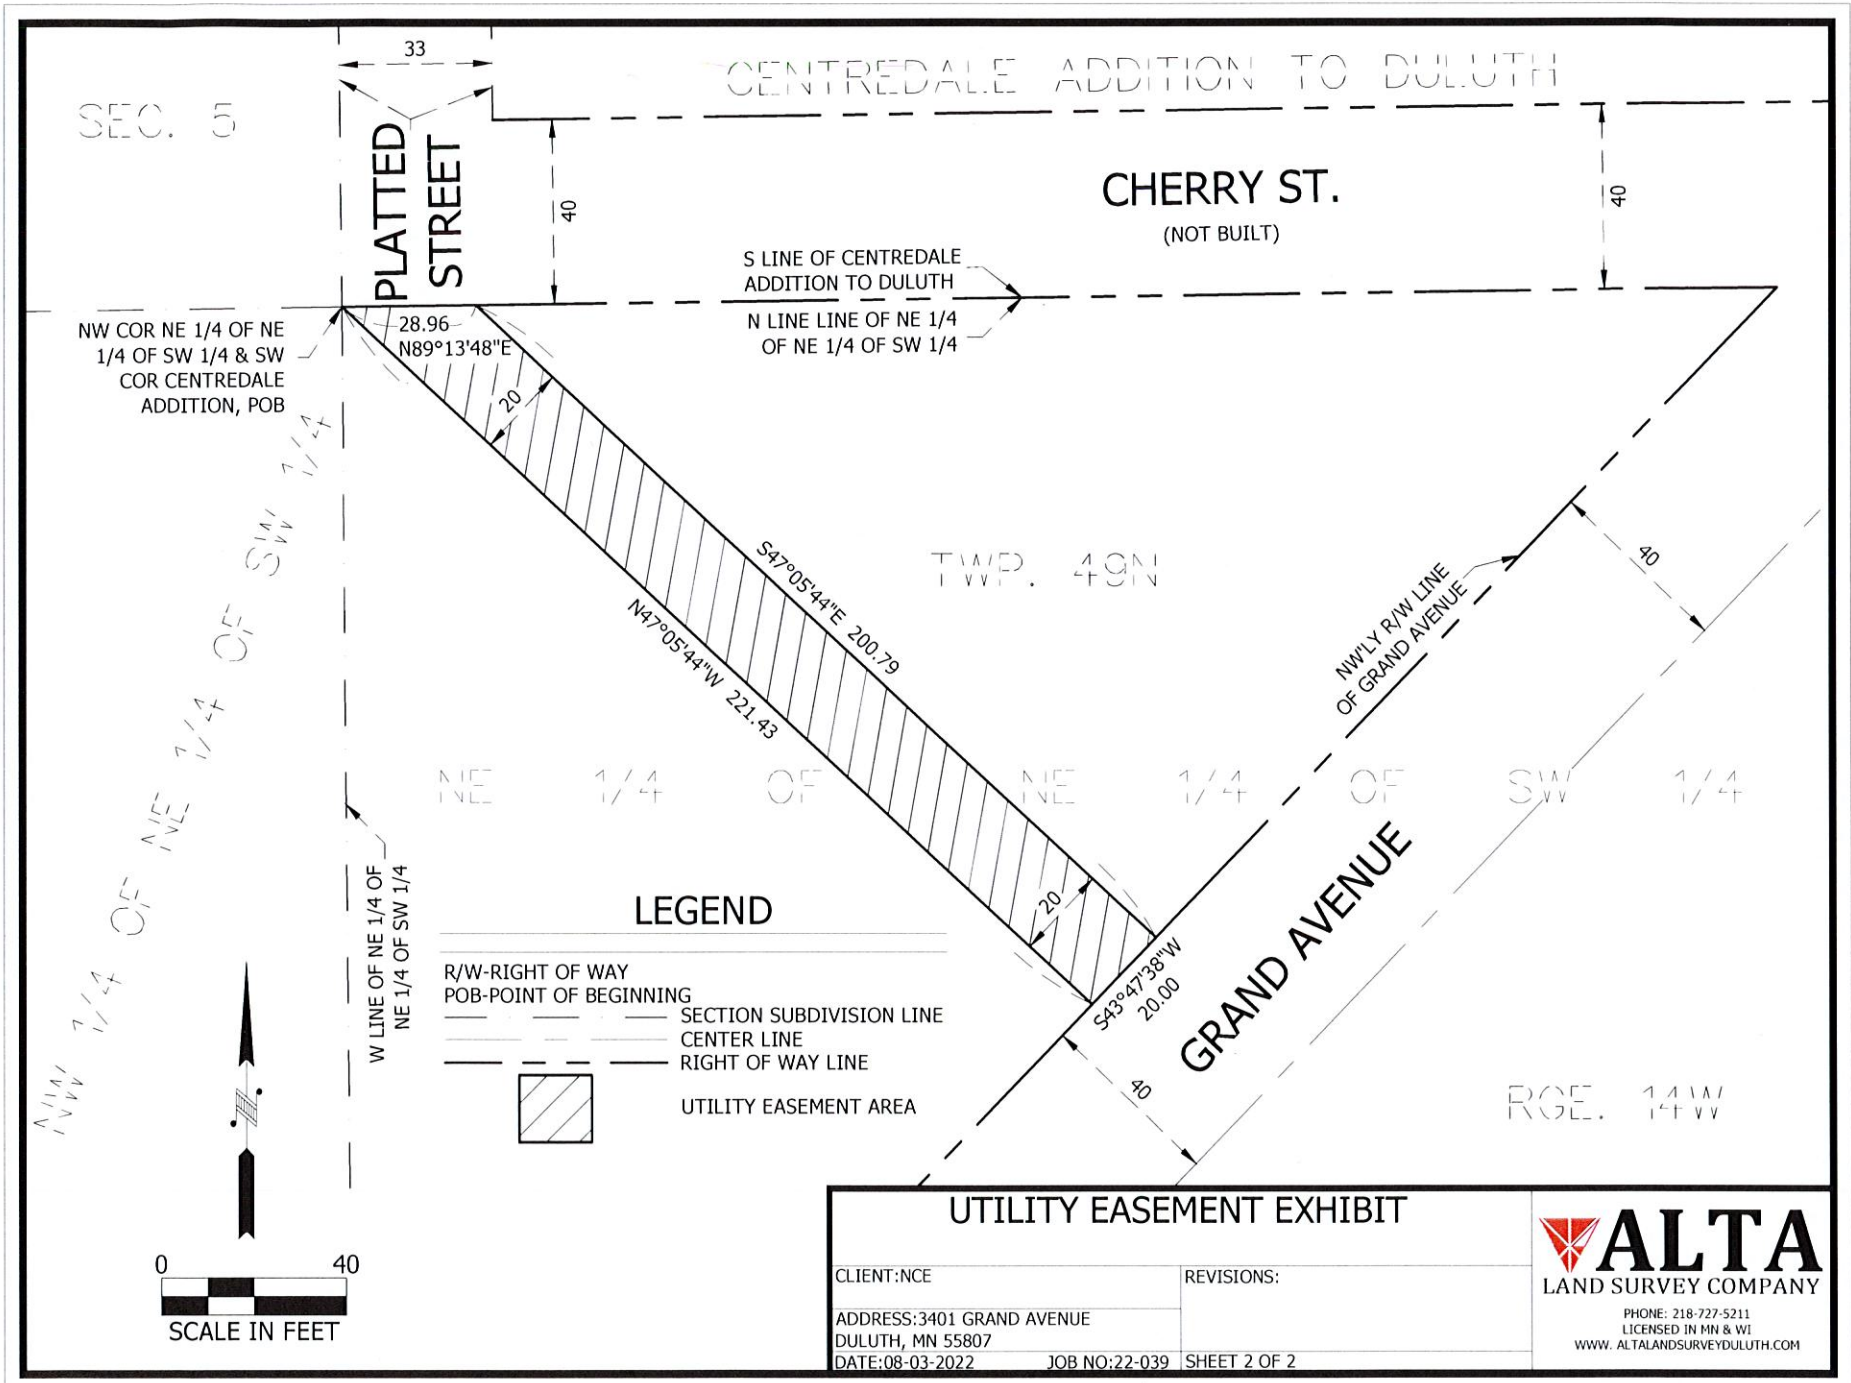 33
CENTREDALE ADDITION TO DULUTH
SEC. 5
PLATTED
STREET
40
CHERRY ST.
(NOT BUILT)
40
S LINE OF CENTREDALE
ADDITION TO DULUTH
N LINE LINE OF NE 1/4
OF NE 1/4 OF SW 1/4
NW COR NE 1/4 OF NE
1/4 OF SW 1/4 & SW
COR CENTREDALE
ADDITION, POB
28.96
N89°13'48"E
20
S47°05'44"E 200.79
N47°05'44"W 221.43
TWP. 49N
40
NW'LY R/W LINE
OF GRAND AVENUE
NW 1/4 OF NE 1/4 OF SW 1/4
NE 1/4 OF NE 1/4 OF SW 1/4
W LINE OF NE 1/4 OF
NE 1/4 OF SW 1/4
20
S43°47'38"W
20.00
GRAND AVENUE
40
RGE. 14W
LEGEND
R/W-RIGHT OF WAY
POB-POINT OF BEGINNING
SECTION SUBDIVISION LINE
CENTER LINE
RIGHT OF WAY LINE
UTILITY EASEMENT AREA
0 40
SCALE IN FEET
UTILITY EASEMENT EXHIBIT
CLIENT:NCE
REVISIONS:
ADDRESS:3401 GRAND AVENUE
DULUTH, MN 55807
DATE:08-03-2022 JOB NO:22-039 SHEET 2 OF 2
ALTA
LAND SURVEY COMPANY
PHONE: 218-727-5211
LICENSED IN MN & WI
WWW. ALTALANDSURVEYDULUTH.COM